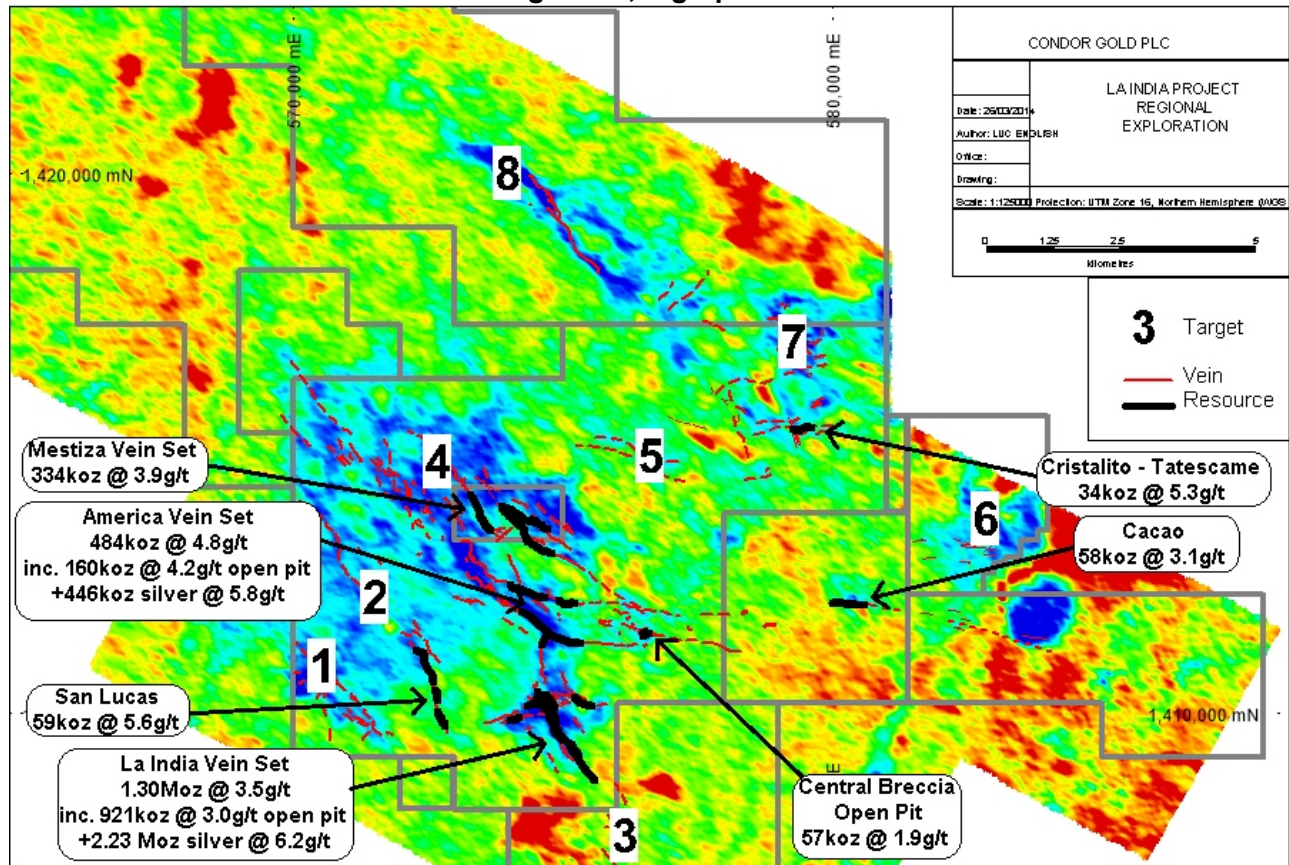 570,000 mE
580,000 mE
1,420,000 mN
1,410,000 mN
CONDOR GOLD PLC
LA INDIA PROJECT
REGIONAL
EXPLORATION
Date: 26/03/2014
Author: LUC ENGLISH
Office:
Drawing:
Scale: 1:125000 Projection: UTM Zone 16, Northern Hemisphere (WGS
0 1.25 2.5 5
kilometres
3 Target
Vein
Resource
8
7
5
4
6
2
1
3
Mestiza Vein Set
334koz @ 3.9g/t
America Vein Set
484koz @ 4.8g/t
inc. 160koz @ 4.2g/t open pit
+446koz silver @ 5.8g/t
San Lucas
59koz @ 5.6g/t
La India Vein Set
1.30Moz @ 3.5g/t
inc. 921koz @ 3.0g/t open pit
+2.23 Moz silver @ 6.2g/t
Cristalito - Tatescame
34koz @ 5.3g/t
Cacao
58koz @ 3.1g/t
Central Breccia
Open Pit
57koz @ 1.9g/t
E